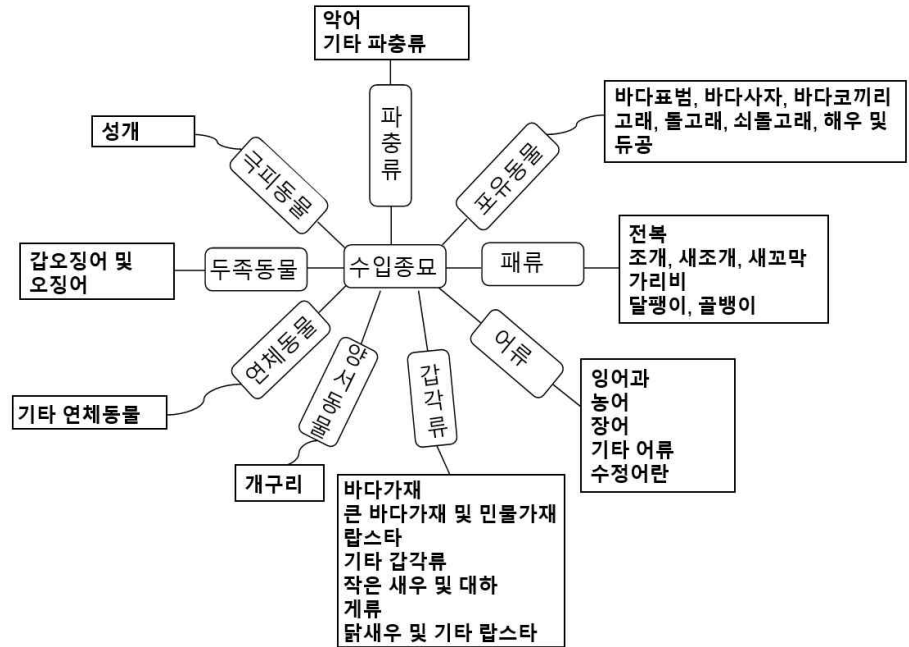 악어
기타 파충류
파충류
바다표범, 바다사자, 바다코끼리
고래, 돌고래, 쇠돌고래, 해우 및
듀공
포유동물
성개
극피동물
전복
조개, 새조개, 새꼬막
가리비
달팽이, 골뱅이
패류
수입종묘
두족동물
갑오징어 및
오징어
연체동물
기타 연체동물
양서동물
개구리
갑각류
바다가재
큰 바다가재 및 민물가재
랍스타
기타 갑각류
작은 새우 및 대하
게류
닭새우 및 기타 랍스타
어류
잉어과
농어
장어
기타 어류
수정어란